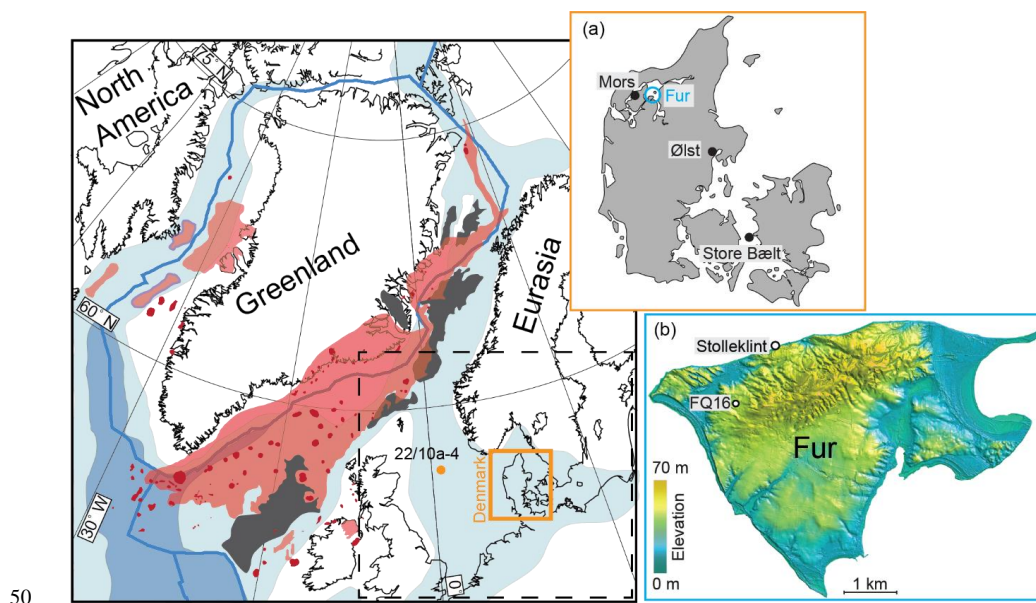 North
America
75°N
Greenland
Eurasia
60°N
30°W
22/10a-4
Denmark
0
(a)
Mors
Fur
Ølst
Store Bælt
(b)
Stolleklint
FQ16
Fur
70 m
Elevation
0 m
1 km
50